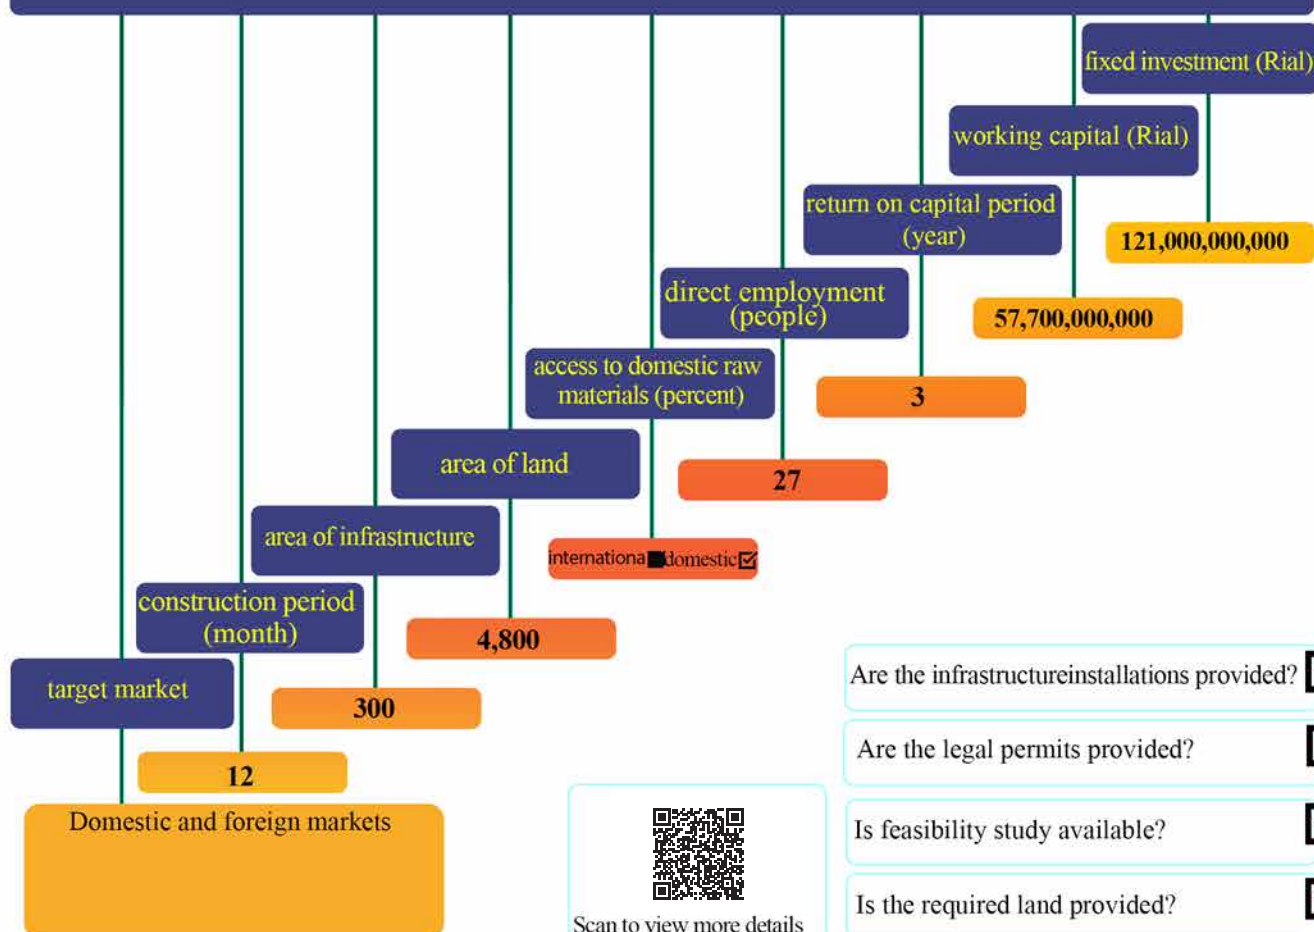 fixed investment (Rial)
121,000,000,000
working capital (Rial)
57,700,000,000
return on capital period
(year)
3
direct employment
(people)
27
access to domestic raw
materials (percent)
internationa domestic
area of land
4,800
area of infrastructure
300
construction period
(month)
12
target market
Domestic and foreign markets
Scan to view more details
Are the infrastructureinstallations provided?
Are the legal permits provided?
Is feasibility study available?
Is the required land provided?